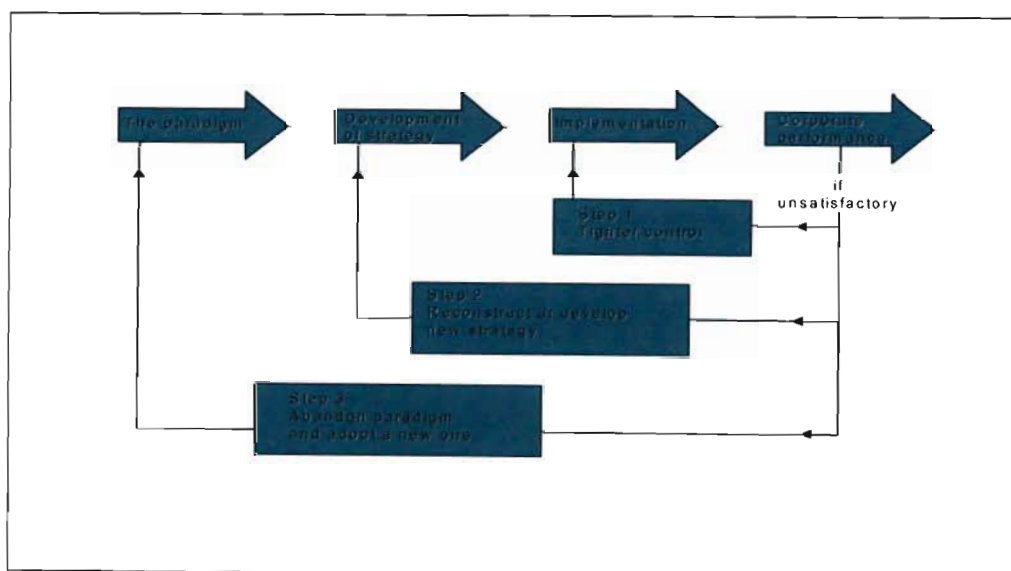 The paradigm
Development
of strategy
Implementation
Corporate
performance
if
unsatisfactory
Step 1
Tighter control
Step 2
Reconstruct or develop
new strategy
Step 3
Abandon paradigm
and adopt a new one